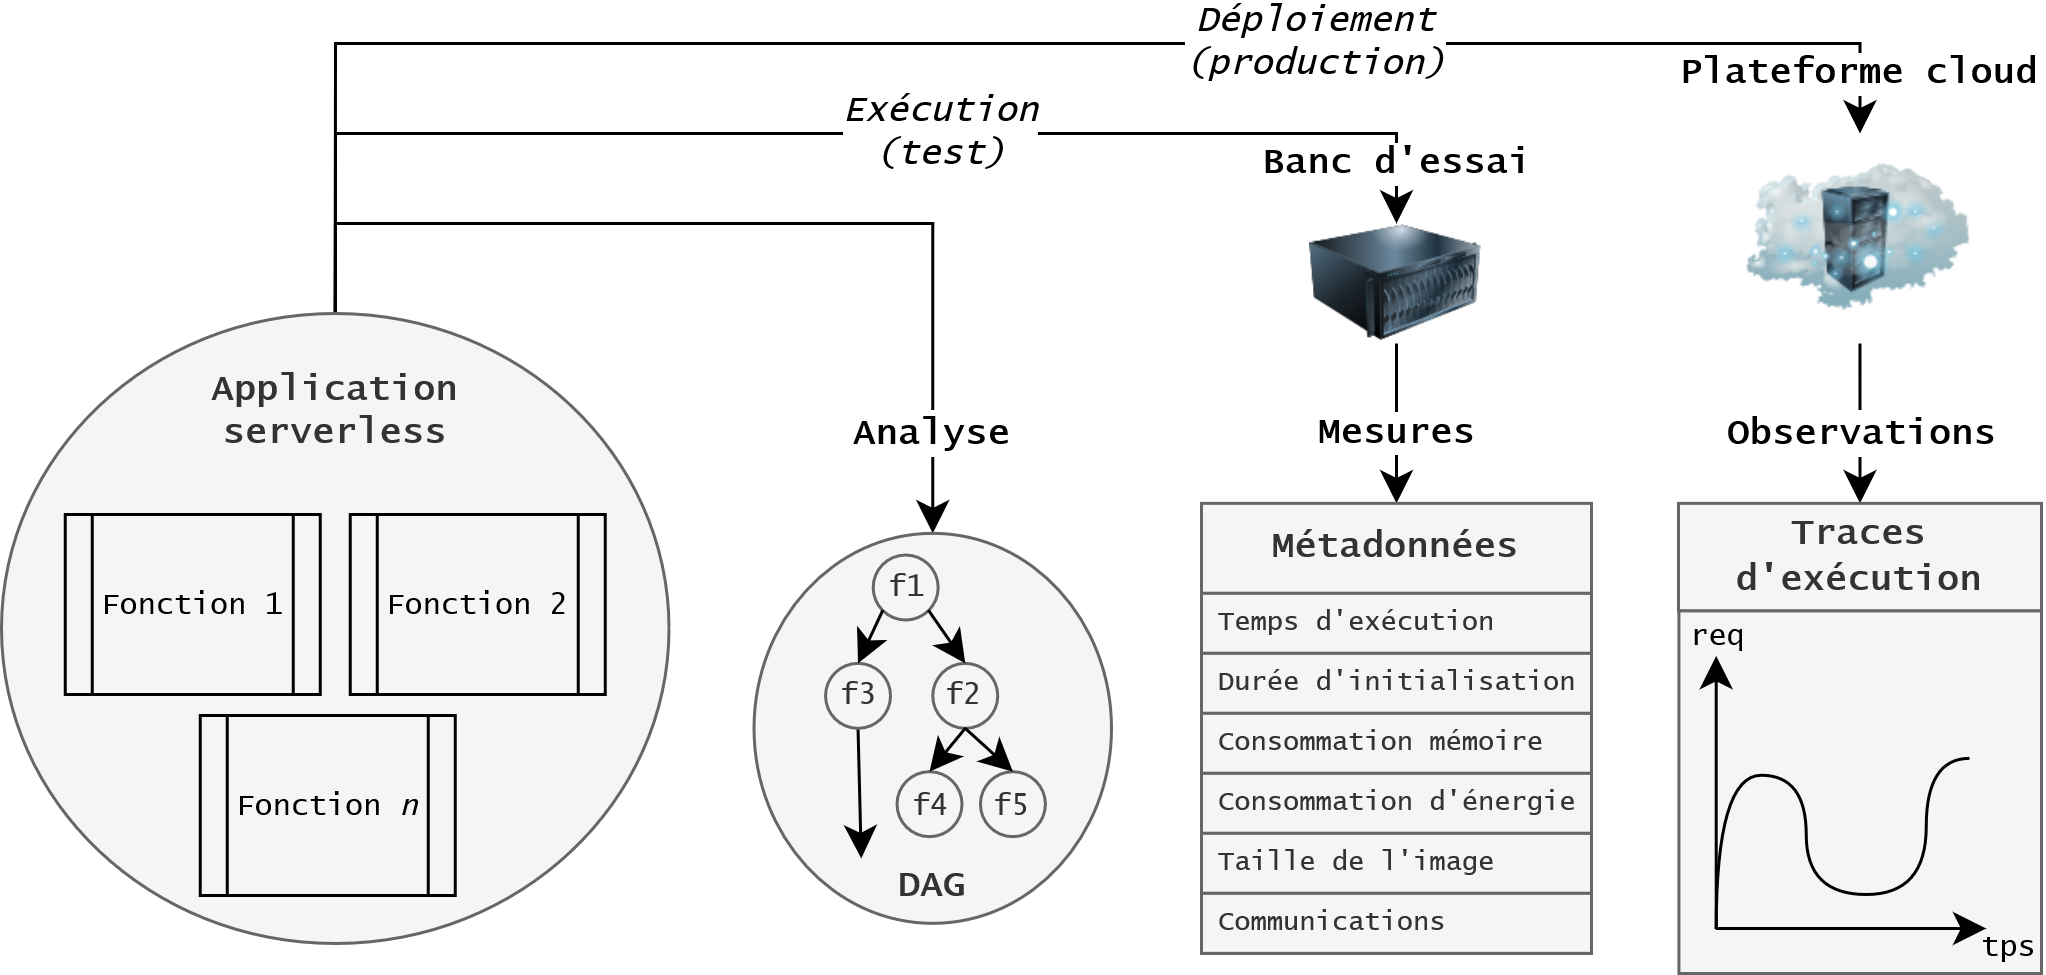 Déploiement
(production)
Plateforme cloud
Exécution
(test)
Banc d'essai
Application
serverless
Fonction 1
Fonction 2
Fonction n
Analyse
f1
f3
f2
f4
f5
DAG
Mesures
Métadonnées
Temps d'exécution
Durée d'initialisation
Consommation mémoire
Consommation d'énergie
Taille de l'image
Communications
Observations
Traces
d'exécution
req
tps